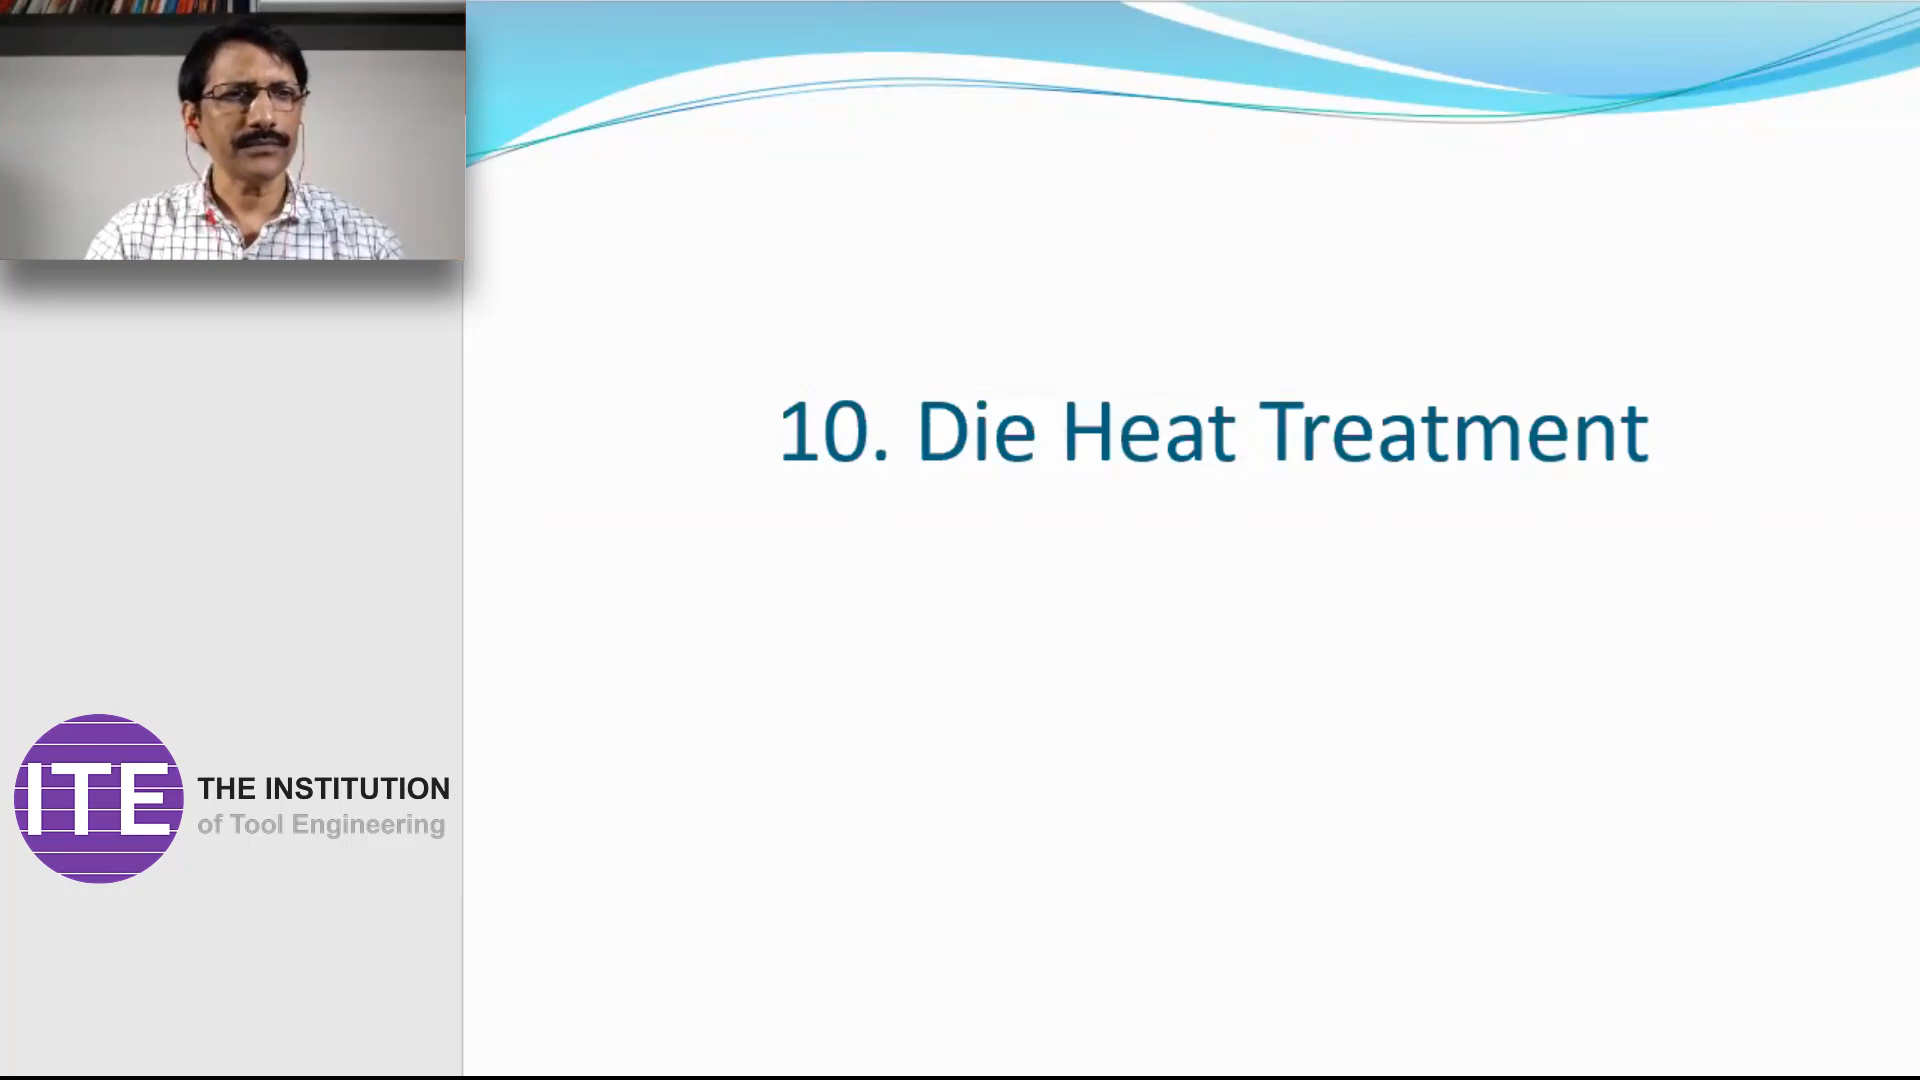 10. Die Heat Treatment
ITE
THE INSTITUTION
of Tool Engineering